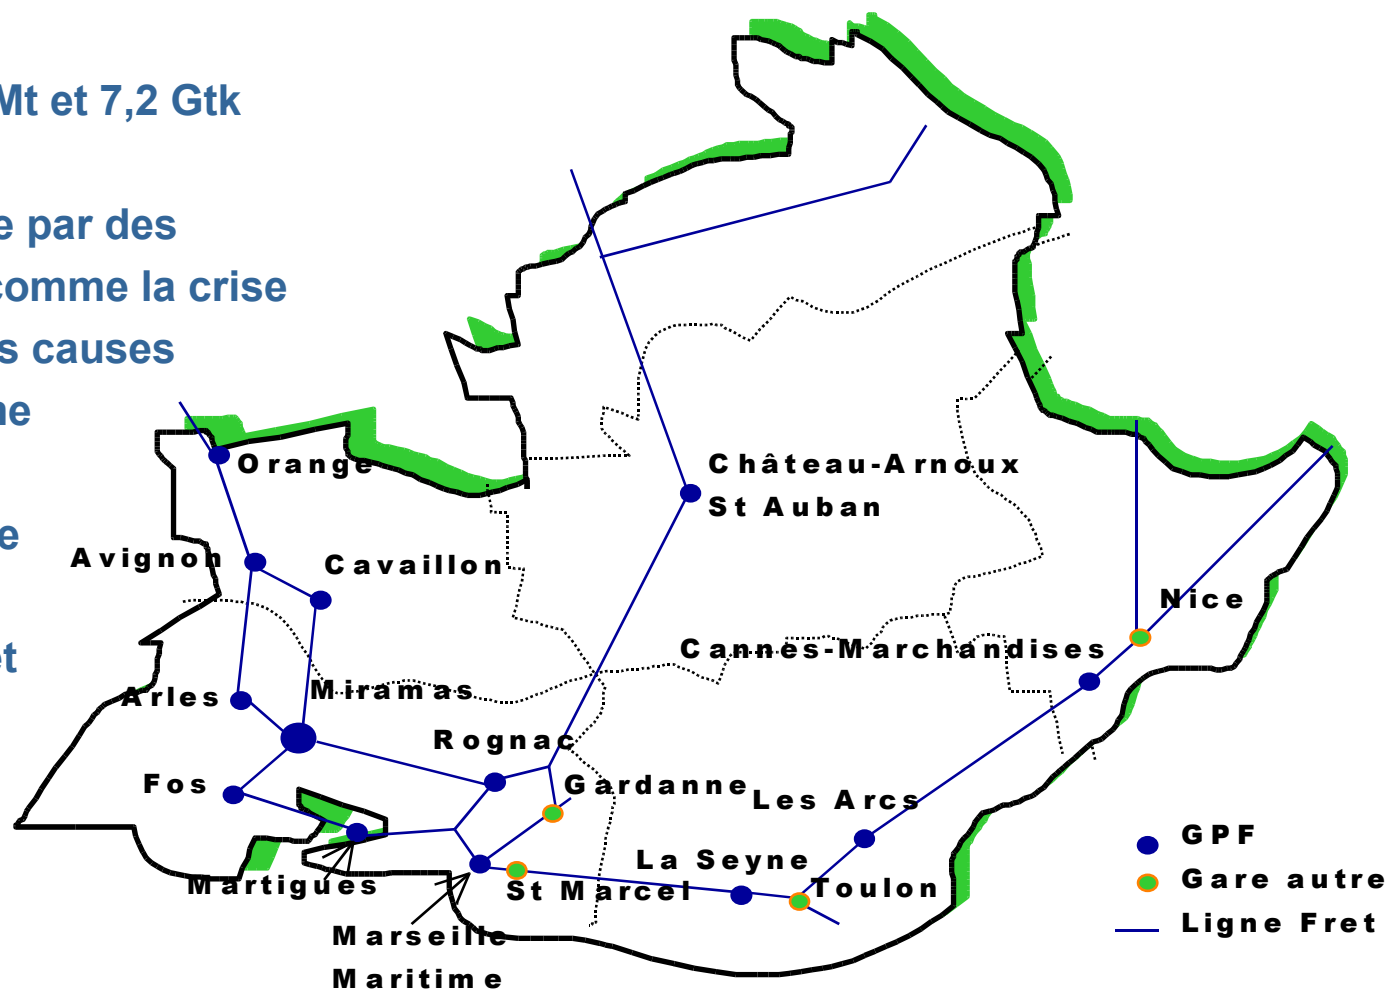 Mt et 7,2 Gtk
e par des
comme la crise
s causes
ne
e
et
Orange
Château-Arnoux
St Auban
Avignon
Cavaillon
Nice
Cannes-Marchandises
Arles
Miramas
Rognac
Fos
Gardanne
Les Arcs
GPF
La Seyne
Gare autre
Martigues
St Marcel
Toulon
Ligne Fret
Marseille
Maritime